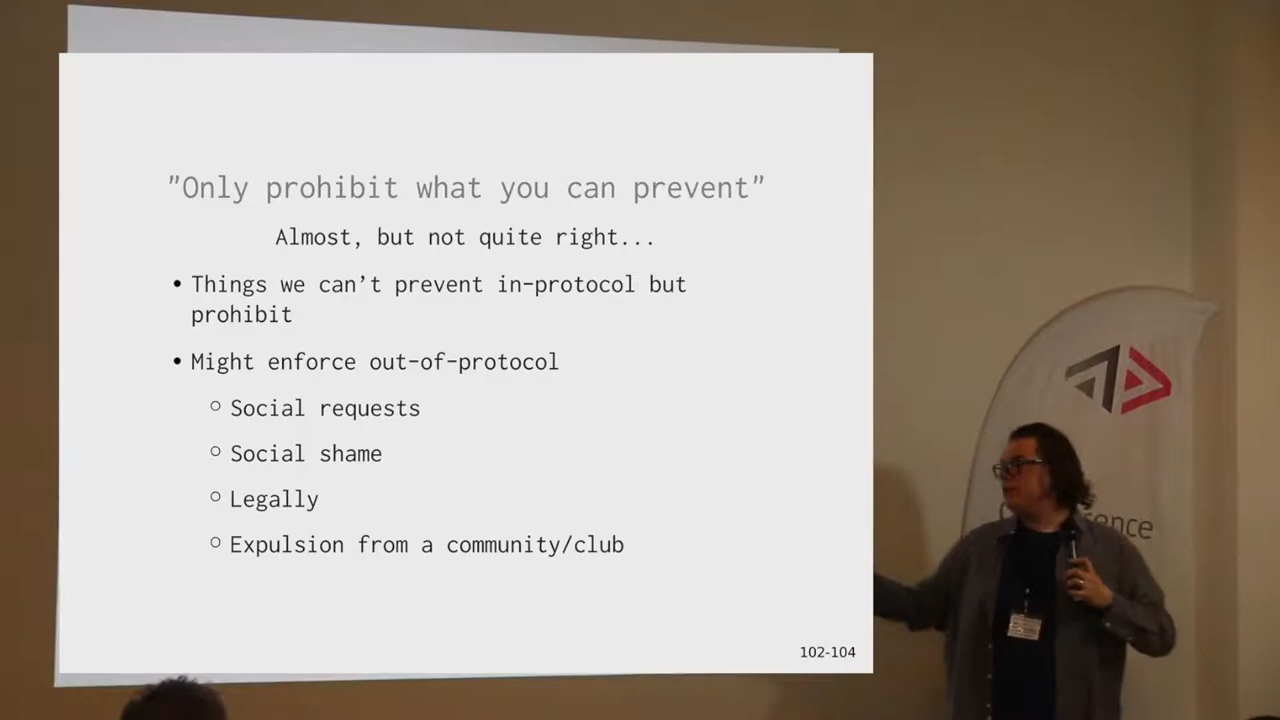 "Only prohibit what you can prevent"
Almost, but not quite right...
• Things we can't prevent in-protocol but
prohibit
• Might enforce out-of-protocol
○ Social requests
○ Social shame
○ Legally
○ Expulsion from a community/club
102-104